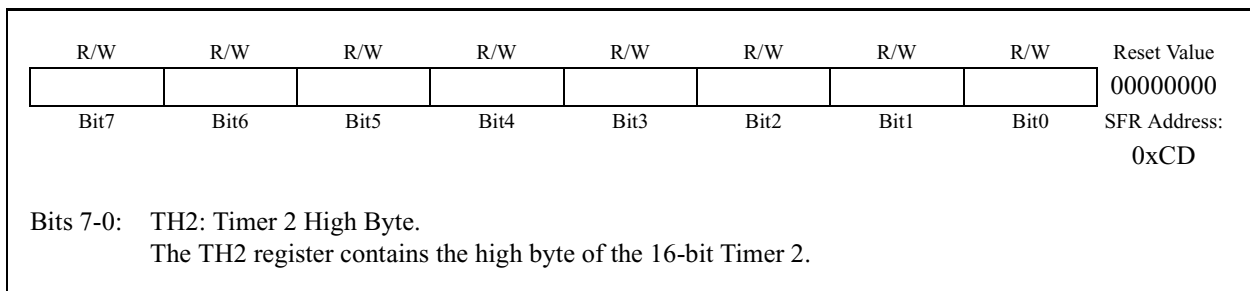 R/W R/W R/W R/W R/W R/W R/W R/W Reset Value
00000000
Bit7 Bit6 Bit5 Bit4 Bit3 Bit2 Bit1 Bit0 SFR Address:
0xCD
Bits 7-0: TH2: Timer 2 High Byte.
The TH2 register contains the high byte of the 16-bit Timer 2.